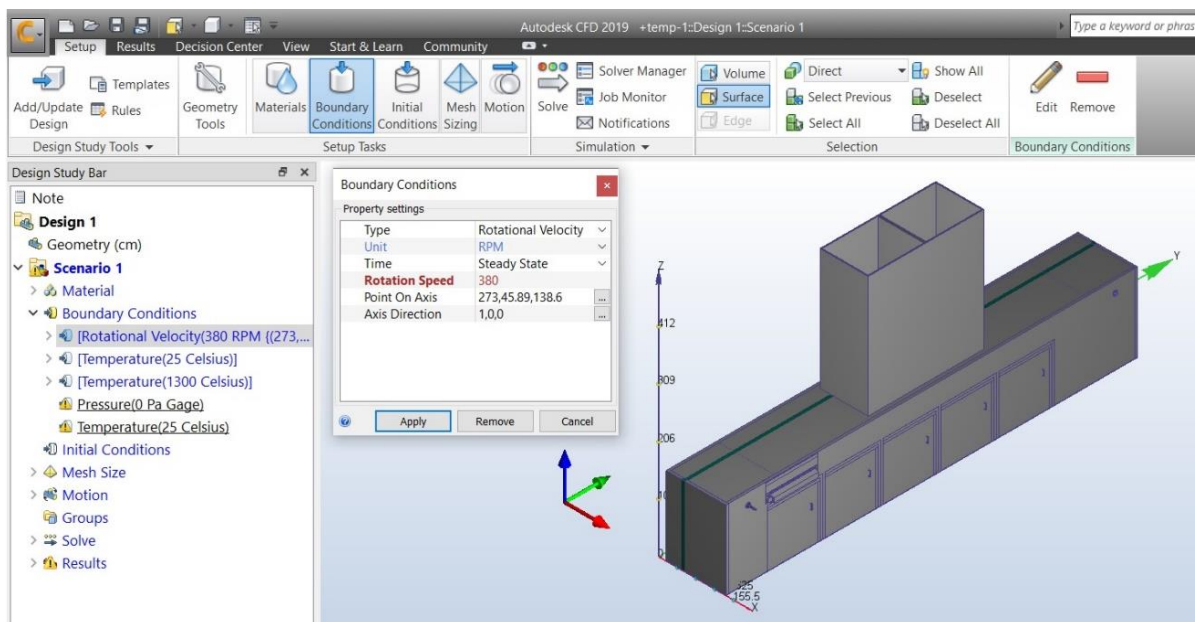 Autodesk CFD 2019 +temp-1::Design 1::Scenario 1
Type a keyword or phras
Setup Results Decision Center View Start & Learn Community
Add/Update Design
Templates
Rules
Geometry Tools
Materials
Boundary Conditions
Initial Conditions
Mesh Sizing
Motion
Solve
Solver Manager
Job Monitor
Notifications
Volume
Surface
Edge
Direct
Select Previous
Select All
Show All
Deselect
Deselect All
Edit
Remove
Design Study Tools
Setup Tasks
Simulation
Selection
Boundary Conditions
Design Study Bar
Note
Design 1
Geometry (cm)
Scenario 1
Material
Boundary Conditions
[Rotational Velocity(380 RPM {(273,...
[Temperature(25 Celsius)]
[Temperature(1300 Celsius)]
Pressure(0 Pa Gage)
Temperature(25 Celsius)
Initial Conditions
Mesh Size
Motion
Groups
Solve
Results
Boundary Conditions
Property settings
Type Rotational Velocity
Unit RPM
Time Steady State
Rotation Speed 380
Point On Axis 273,45.89,138.6 ...
Axis Direction 1,0,0 ...
Apply Remove Cancel
Z
Y
412
206
155.5
X